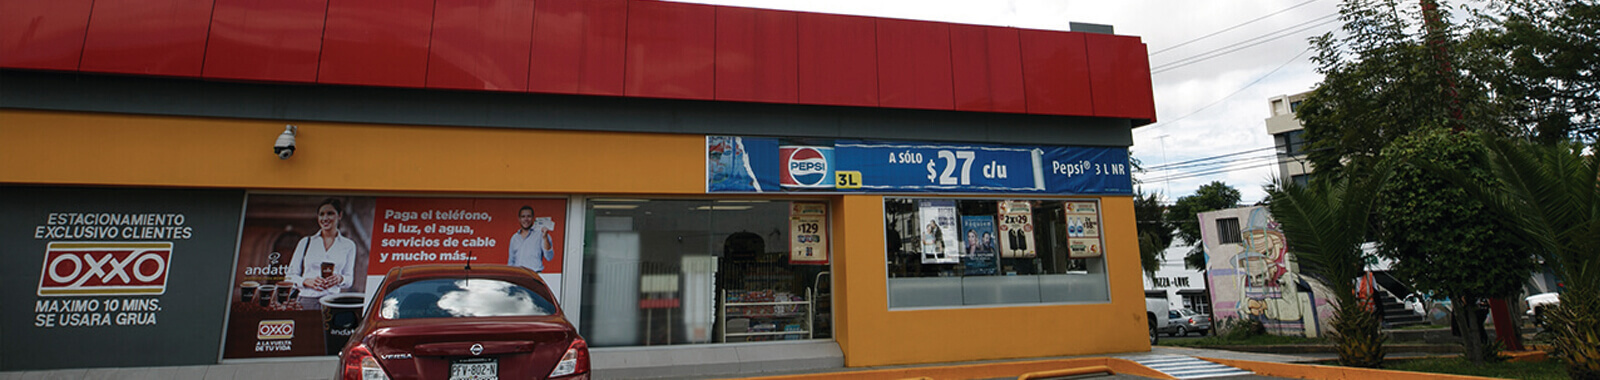 ESTACIONAMIENTO
EXCLUSIVO CLIENTES
OXXO
MAXIMO 10 MINS.
SE USARA GRUA
andatti
OXXO
A LA VUELTA
DE TU VIDA
Paga el teléfono,
la luz, el agua,
servicios de cable
y mucho más...
VERSA
PFV-802-N
$129
PEPSI
3L
A SÓLO
$27 c/u
Pepsi® 3 L NR
2x$29